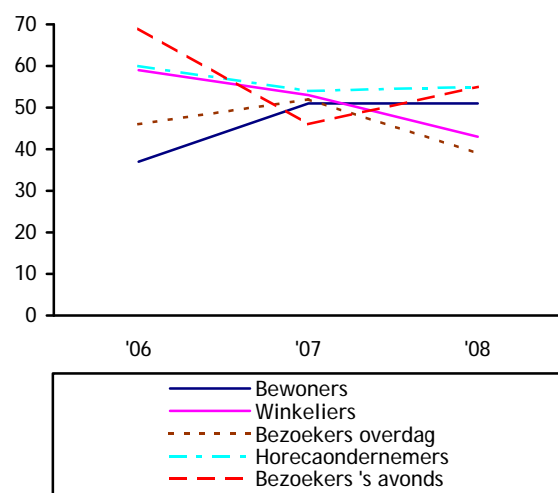 70
60
50
40
30
20
10
0
'06 '07 '08
Bewoners
Winkeliers
Bezoekers overdag
Horecaondernemers
Bezoekers 's avonds